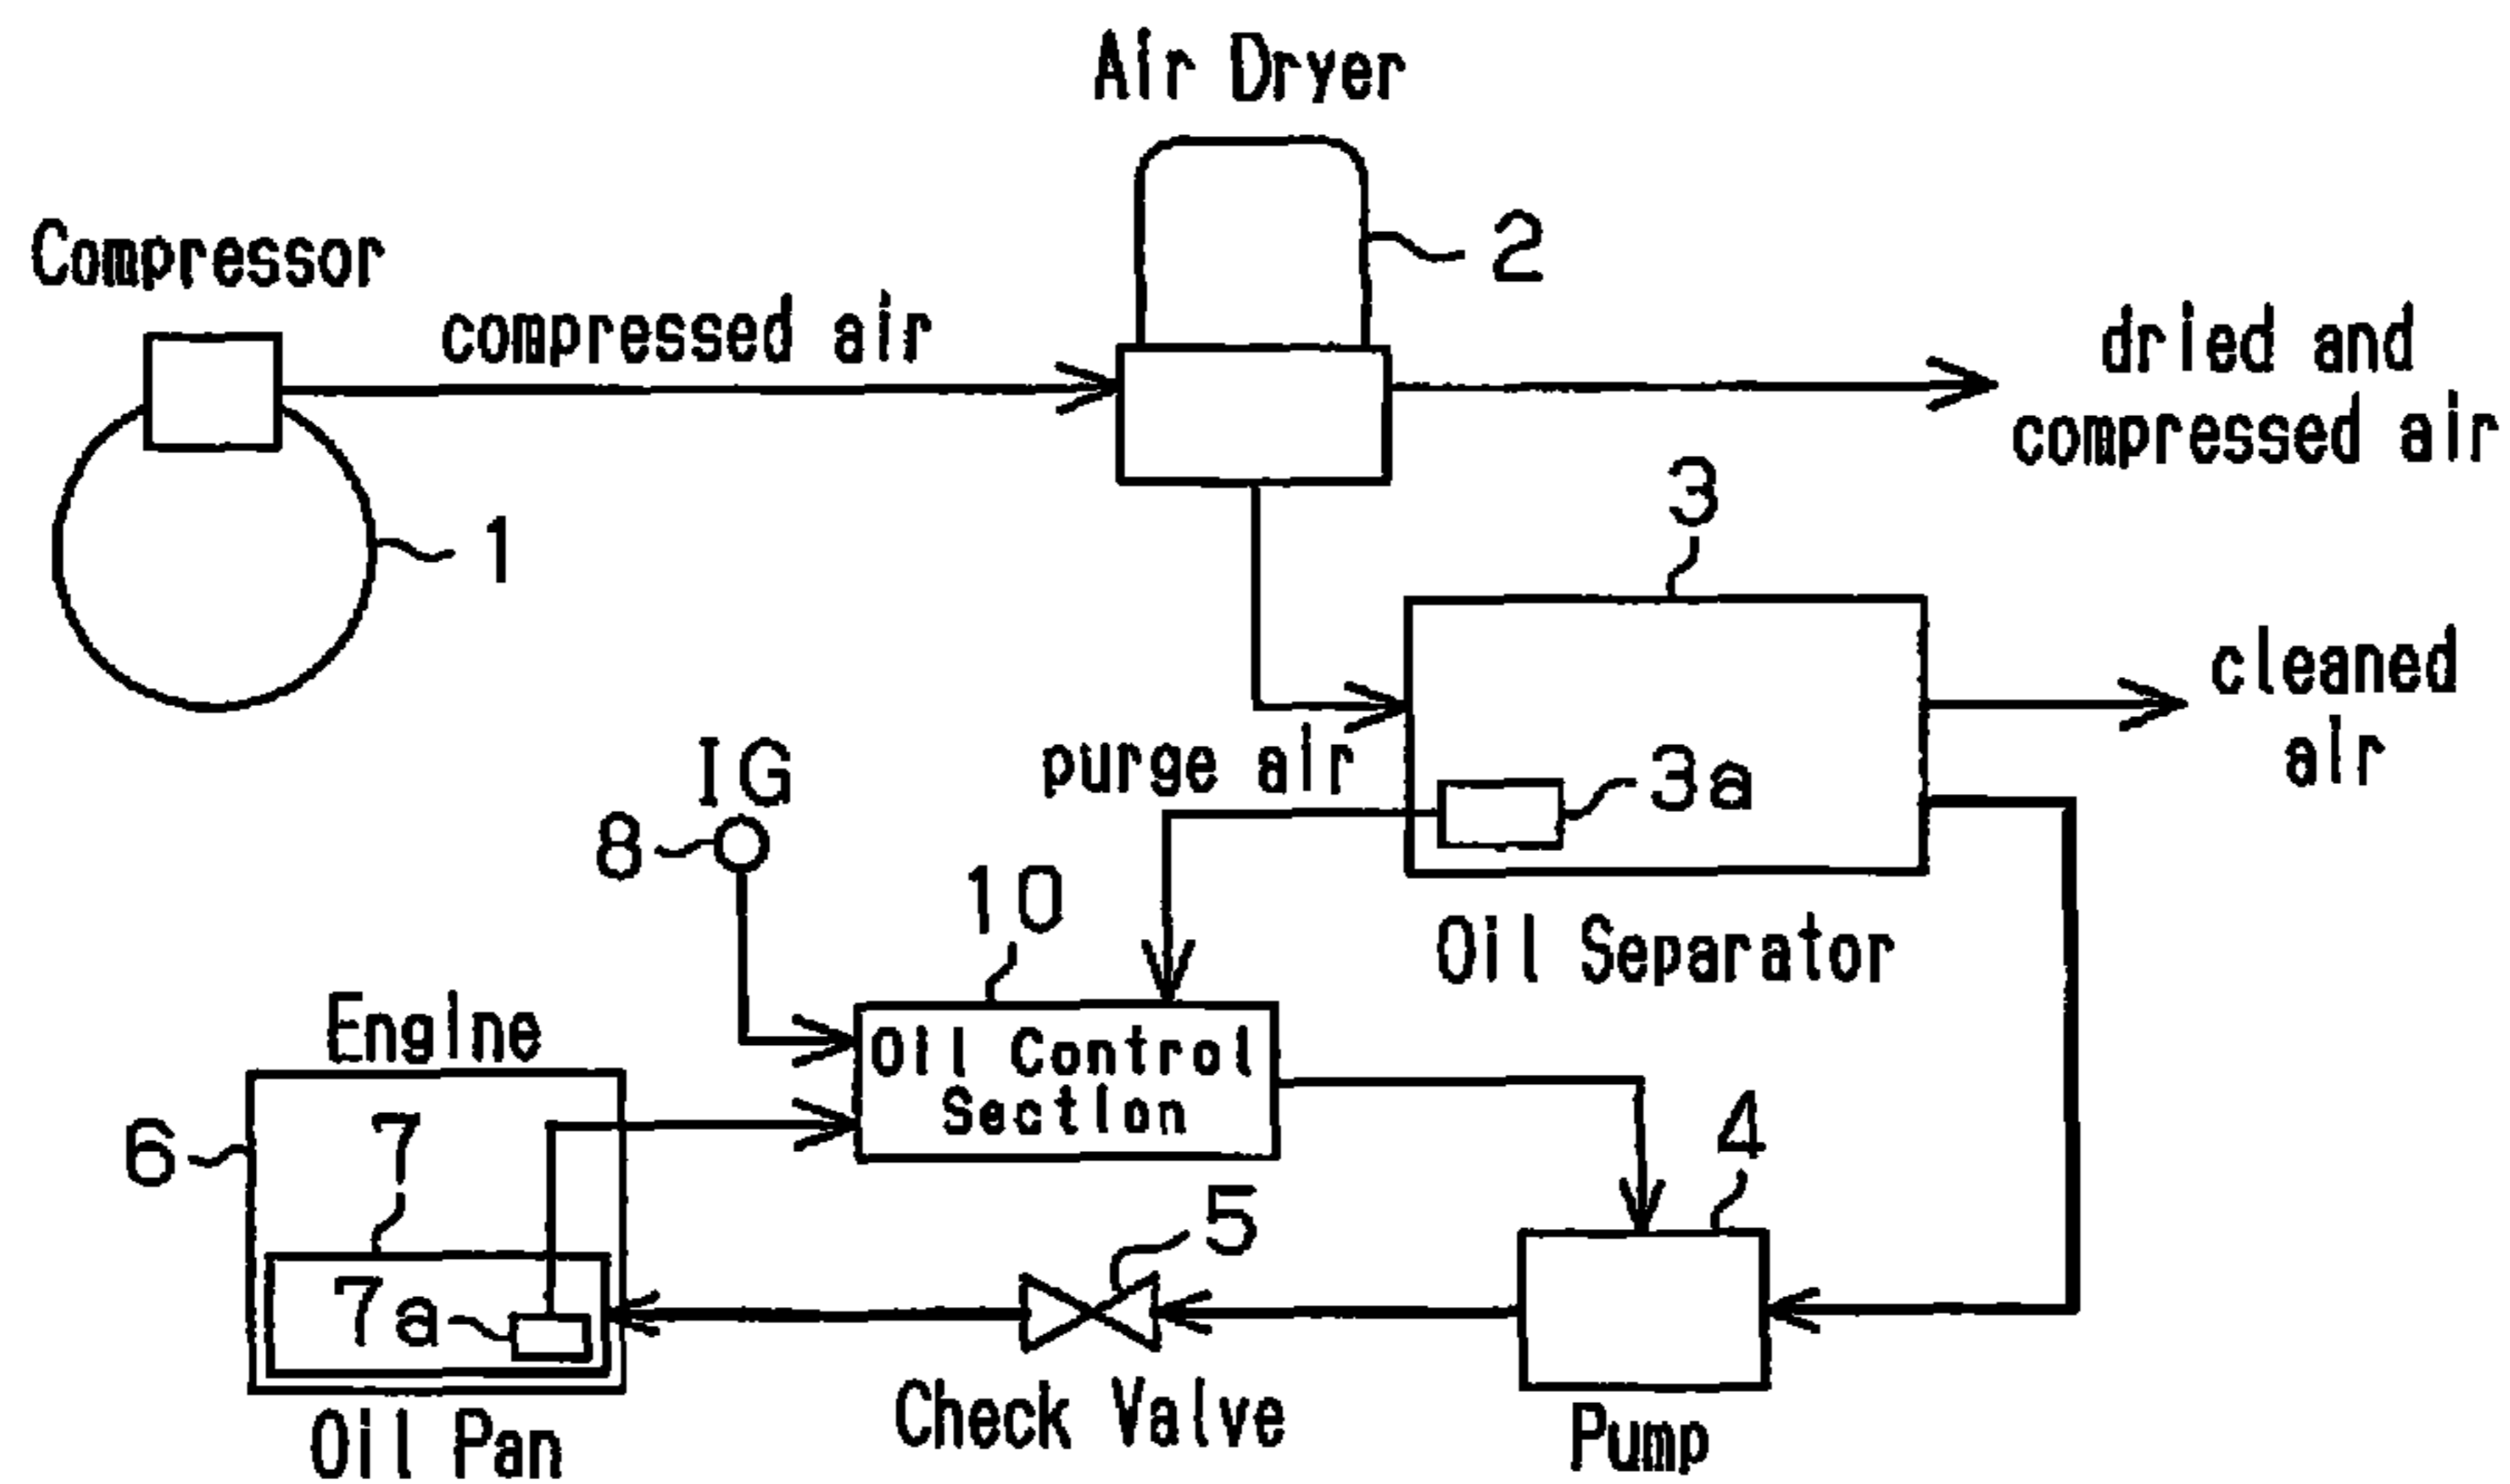 Air Dryer
Compressor
2
compressed air
dried and
compressed air
3
1
cleaned
air
IG
purge air
3a
8
10
Oil Separator
Engine
Oil Control
Section
6
7
4
5
7a
Check Valve
Pump
Oil Pan